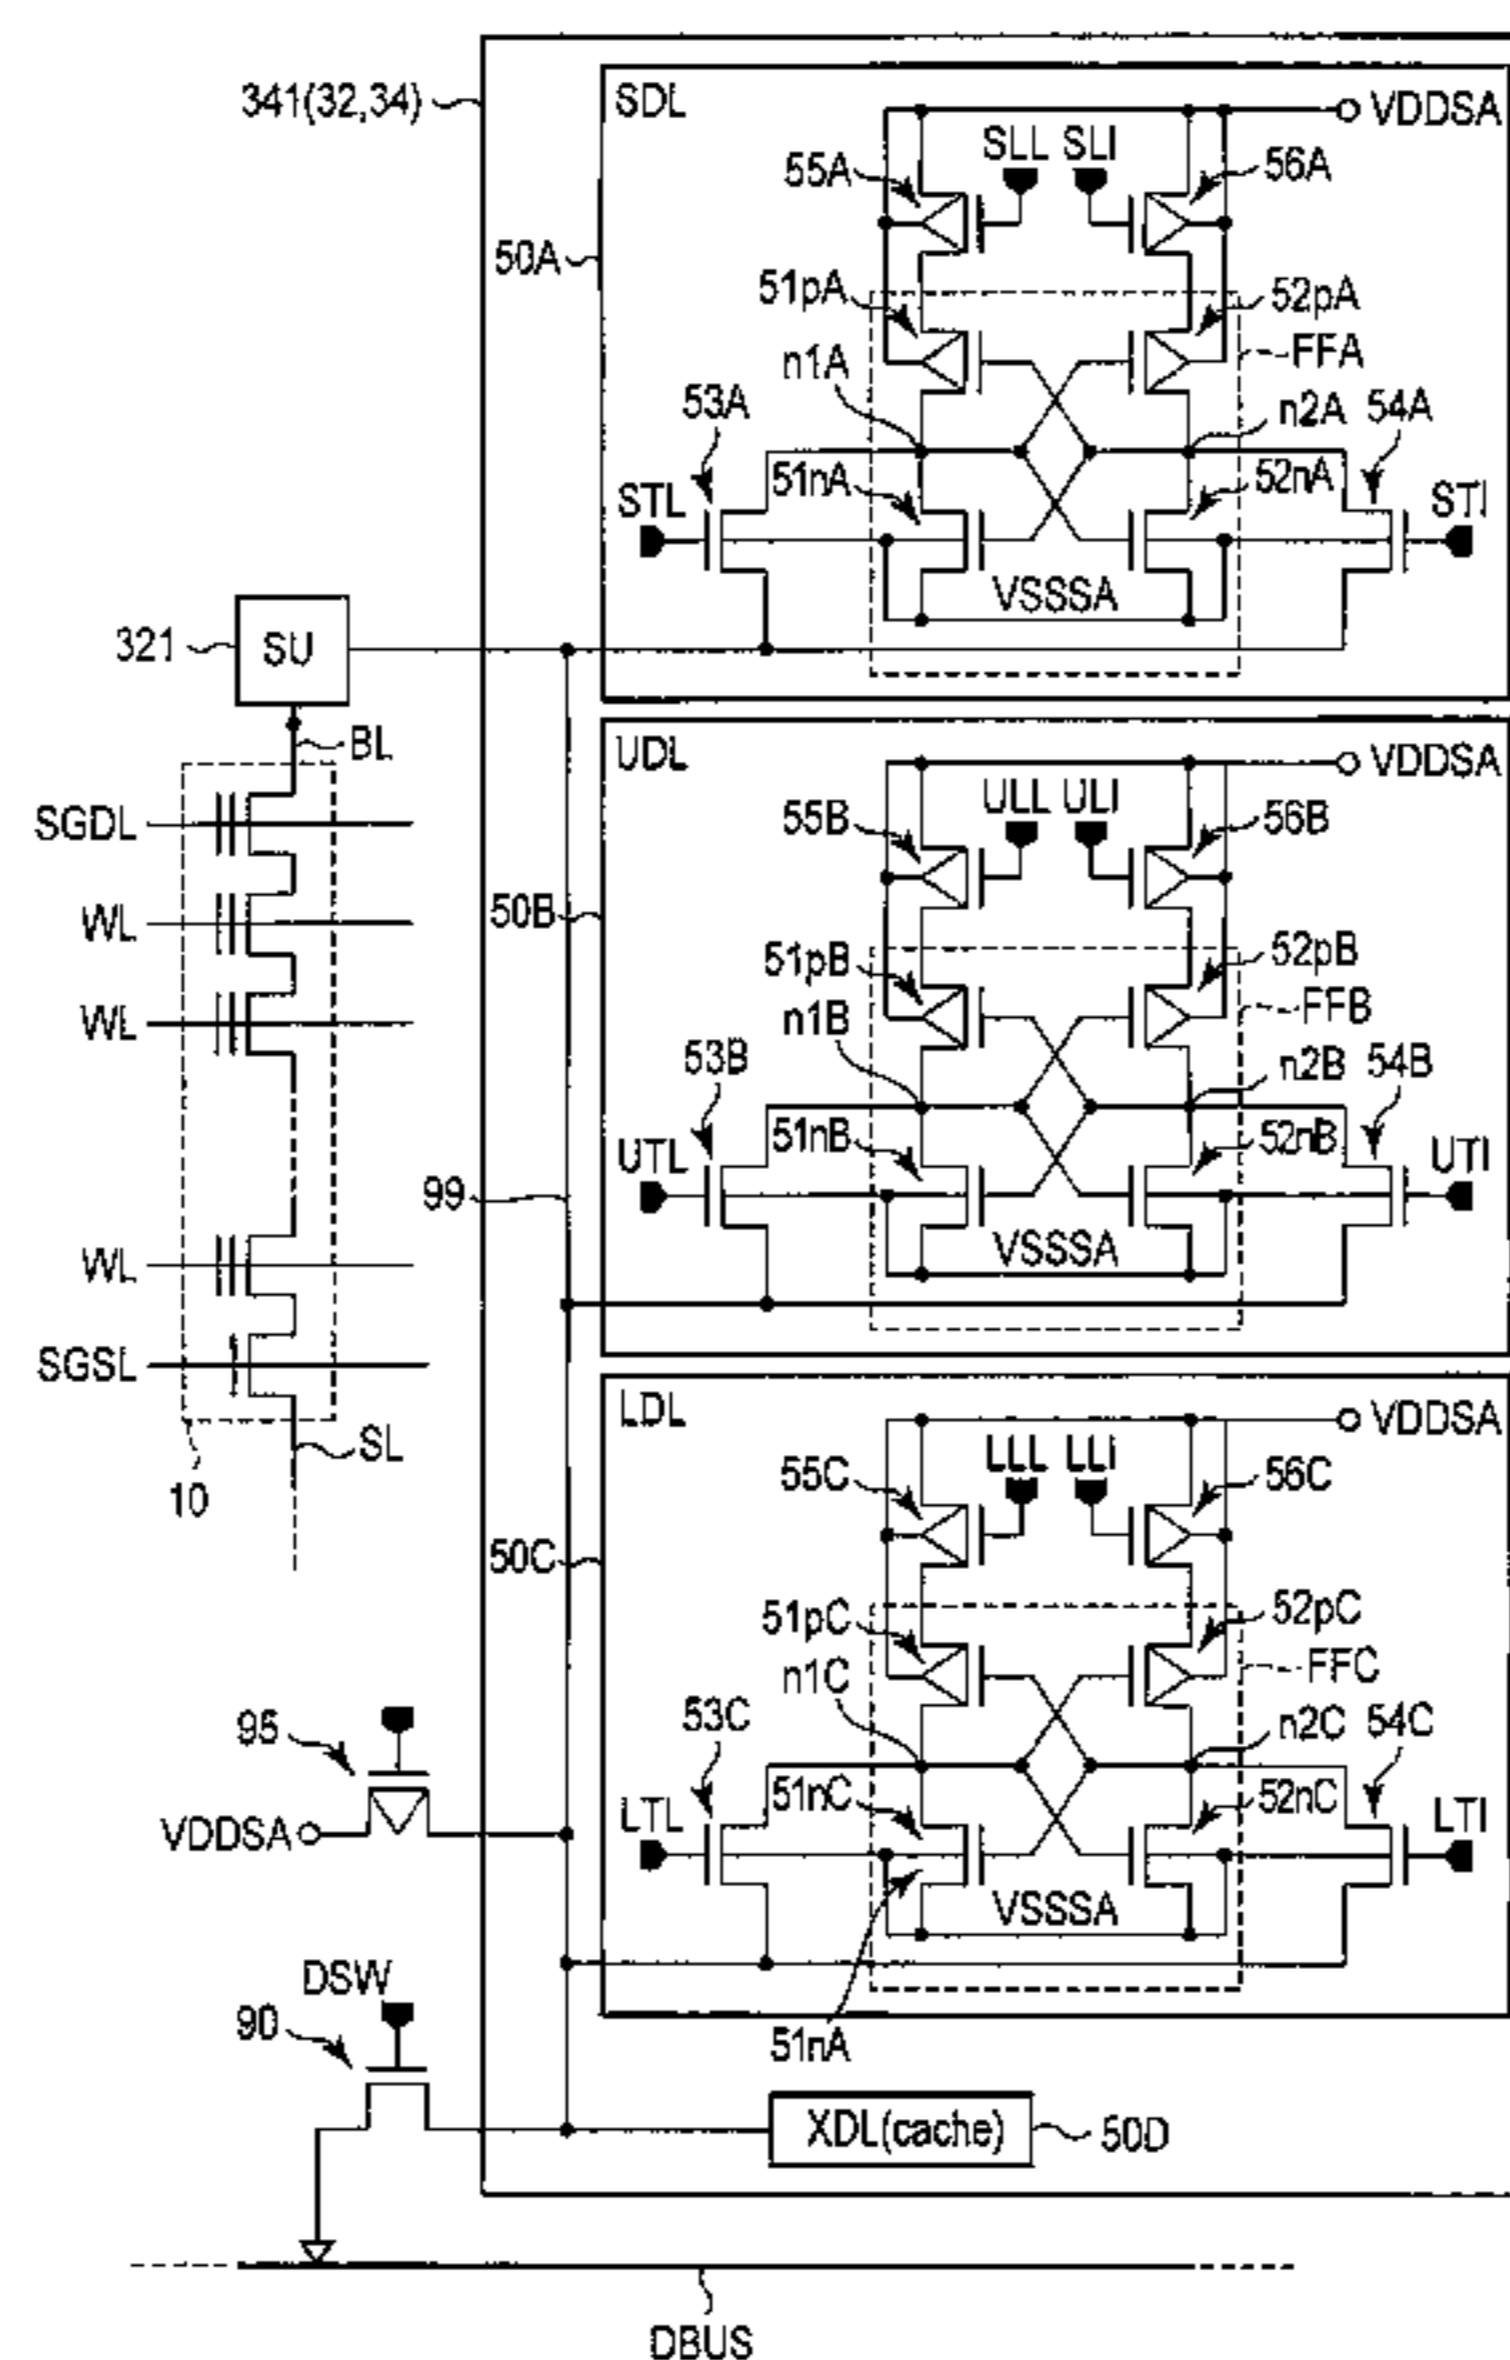 341(32,34)
SDL
VDDSA
SLL SLI
55A
56A
50A
51pA
52pA
FFA
n1A
53A
n2A 54A
51nA
52nA
STL
STI
VSSSA
321
SU
BL
UDL
VDDSA
ULL ULI
55B
56B
SGDL
50B
WL
51pB
52pB
FFB
WL
n1B
53B
n2B 54B
51nB
52nB
UTL
UTI
99
VSSSA
WL
SGSL
LDL
VDDSA
SL
LLL LLI
55C
56C
10
50C
51pC
52pC
FFC
n1C
95
53C
n2C 54C
51nC
52nC
LTL
LTI
VDDSA
VSSSA
DSW
90
51nA
XDL(cache)
50D
DBUS